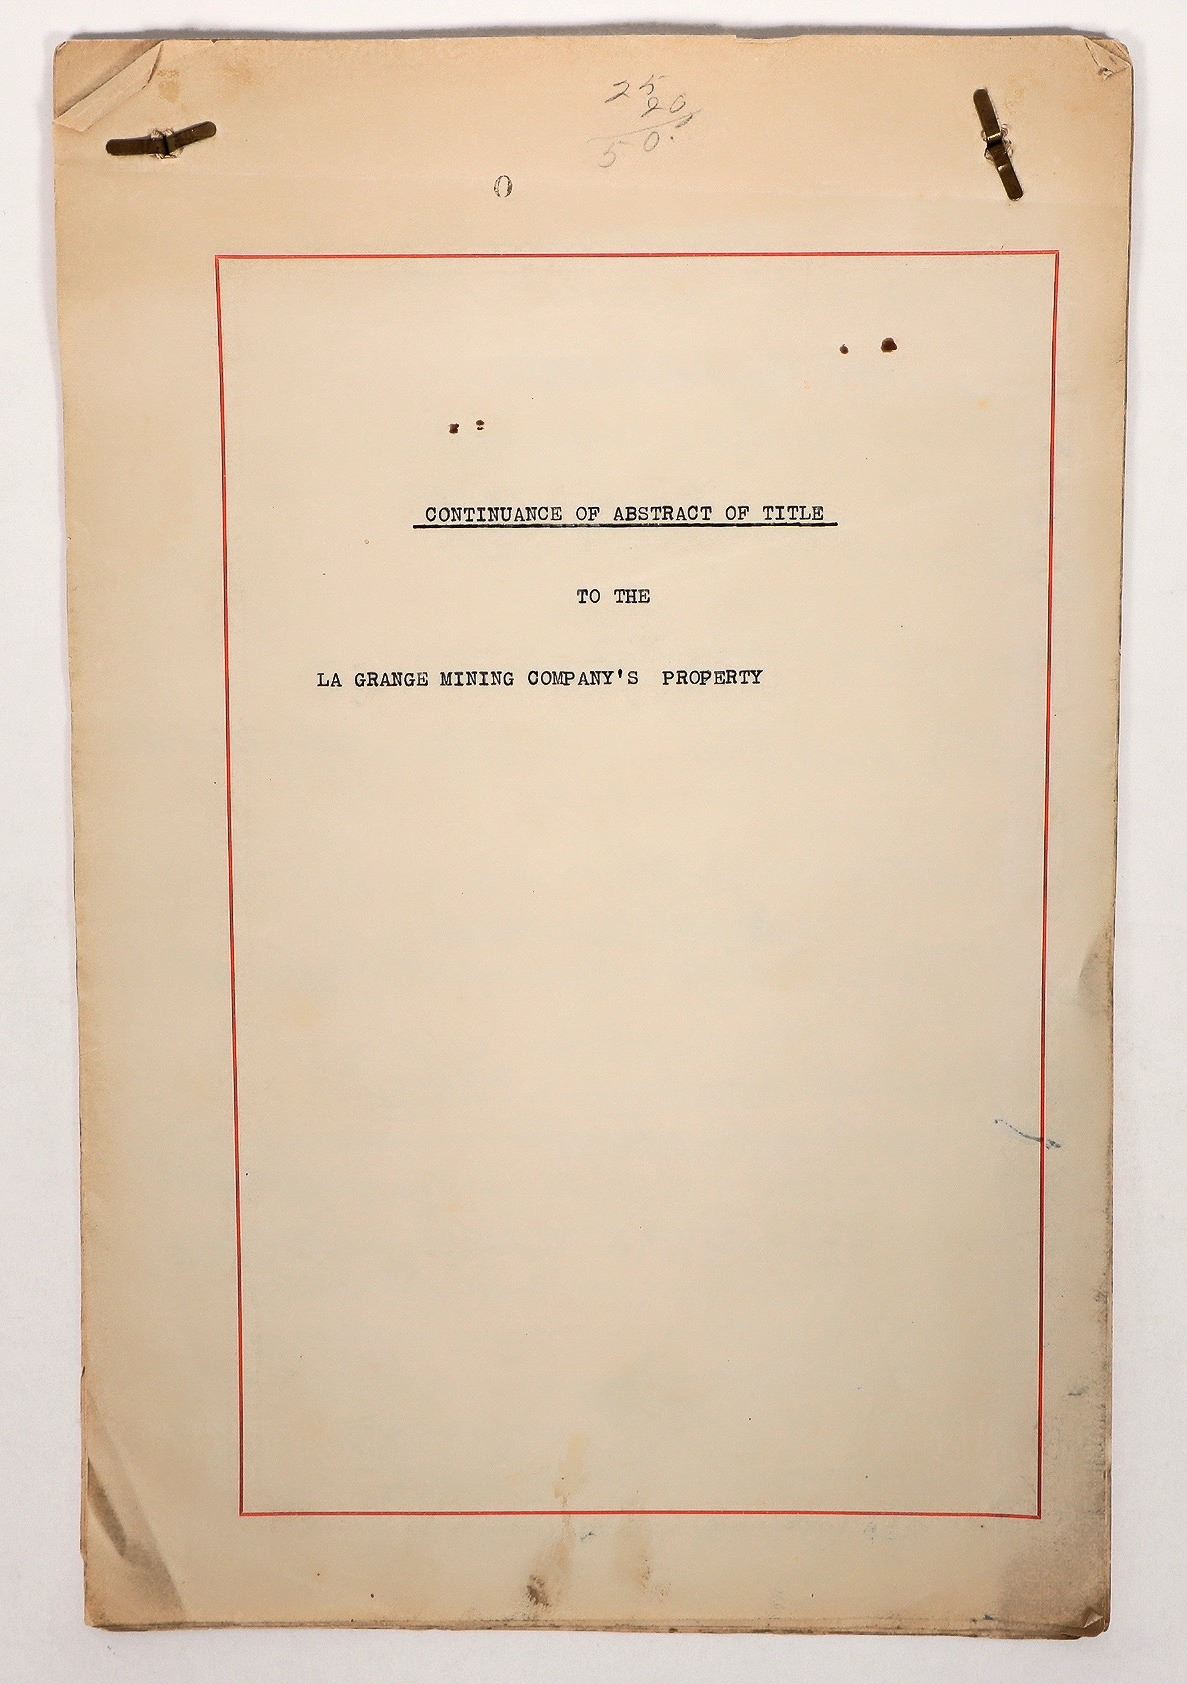 25
20
50.
0
CONTINUANCE OF ABSTRACT OF TITLE
TO THE
LA GRANGE MINING COMPANY'S PROPERTY